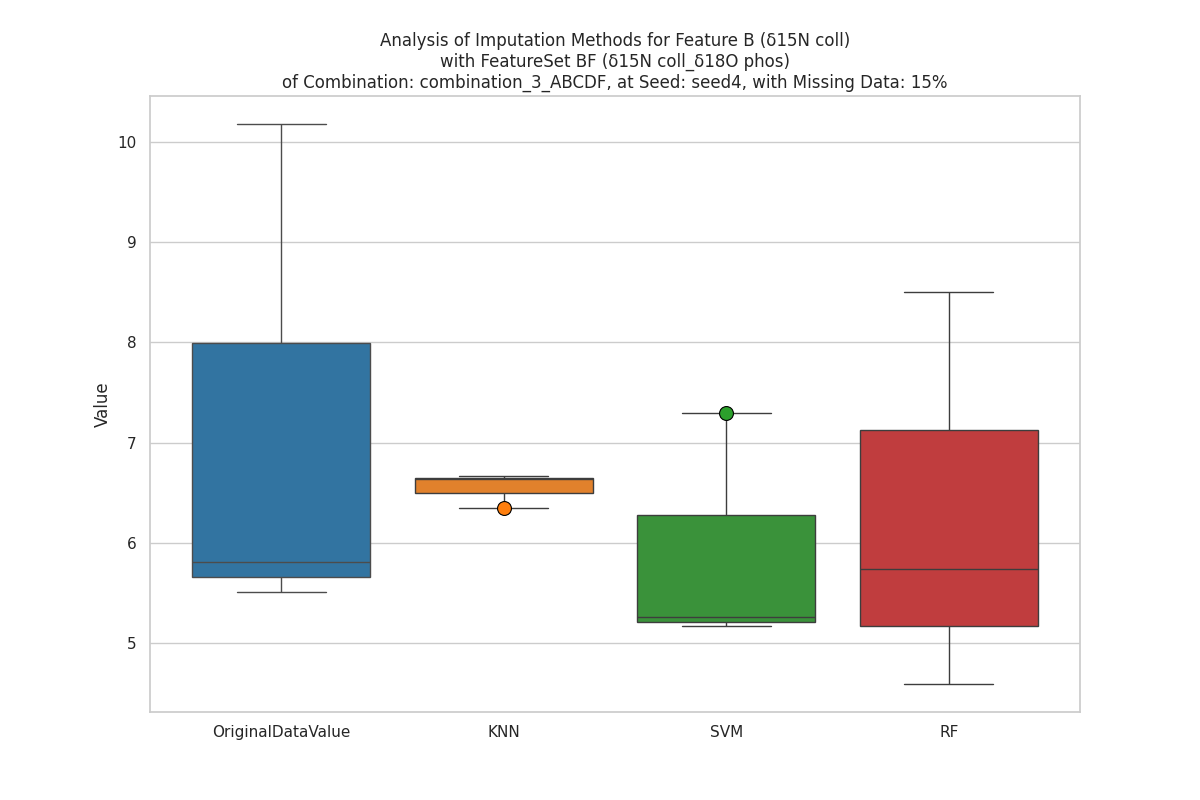 Analysis of Imputation Methods for Feature B (δ15N coll)
with FeatureSet BF (δ15N coll_δ18O phos)
of Combination: combination_3_ABCDF, at Seed: seed4, with Missing Data: 15%
10
9
8
7
6
5
Value
OriginalDataValue
KNN
SVM
RF